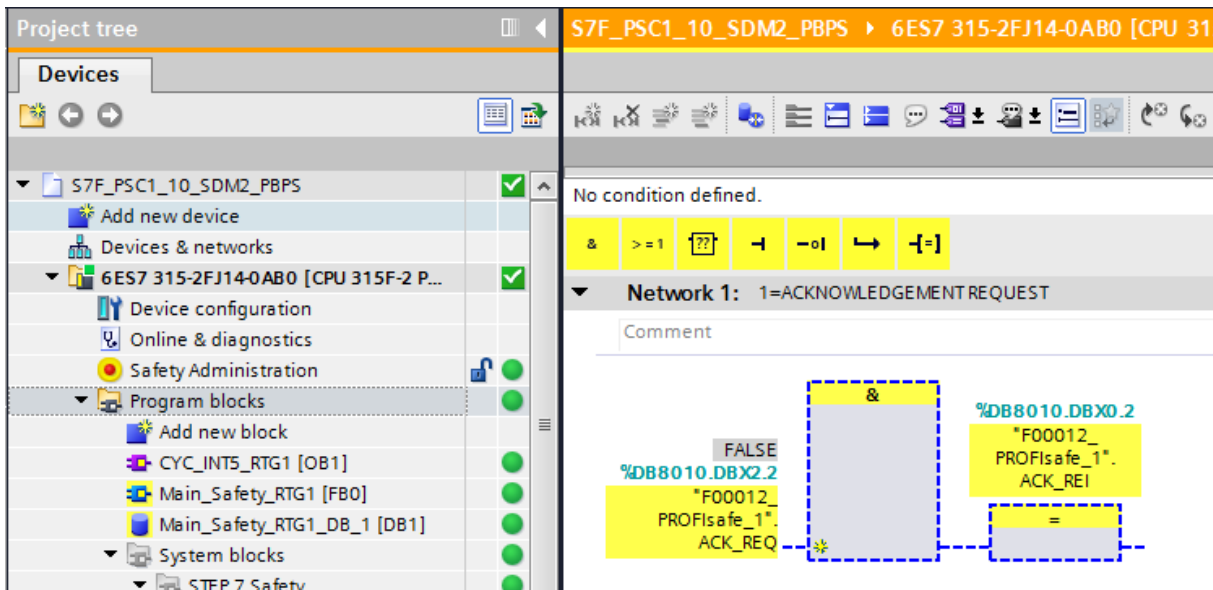 Project tree
Devices
S7F_PSC1_10_SDM2_PBPS
Add new device
Devices & networks
6ES7 315-2FJ14-0AB0 [CPU 315F-2 P...
Device configuration
Online & diagnostics
Safety Administration
Program blocks
Add new block
CYC_INT5_RTG1 [OB1]
Main_Safety_RTG1 [FB0]
Main_Safety_RTG1_DB_1 [DB1]
System blocks
STEP 7 Safety
S7F_PSC1_10_SDM2_PBPS 6ES7 315-2FJ14-0AB0 [CPU 31
No condition defined.
& >=1 ?? -| -o| -[=]
Network 1: 1=ACKNOWLEDGEMENT REQUEST
Comment
&
FALSE
%DB8010.DBX2.2
"F00012_
PROFIsafe_1".
ACK_REQ
%DB8010.DBX0.2
"F00012_
PROFIsafe_1".
ACK_REI
=